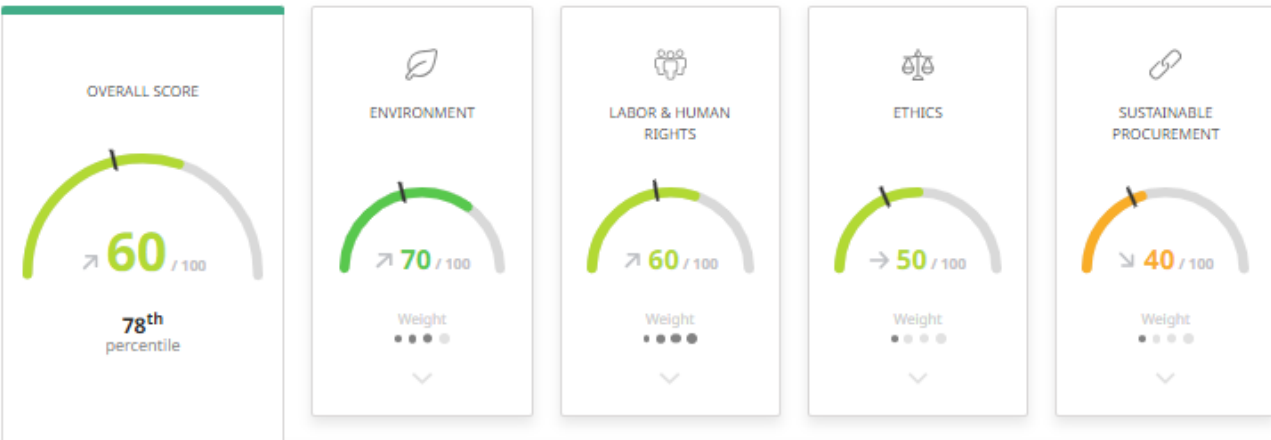 OVERALL SCORE
60 / 100
78th
percentile
ENVIRONMENT
70 / 100
Weight
LABOR & HUMAN
RIGHTS
60 / 100
Weight
ETHICS
50 / 100
Weight
SUSTAINABLE
PROCUREMENT
40 / 100
Weight